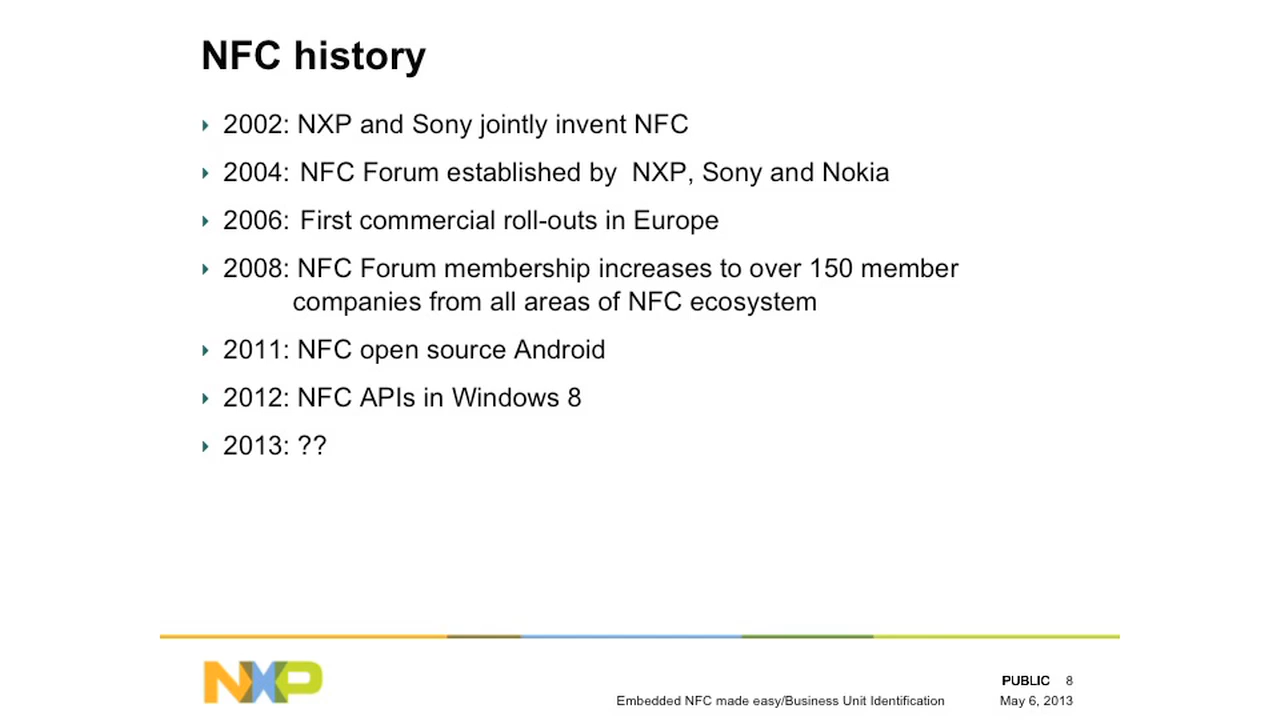 NFC history
2002: NXP and Sony jointly invent NFC
2004: NFC Forum established by  NXP, Sony and Nokia
2006: First commercial roll-outs in Europe
2008: NFC Forum membership increases to over 150 member
companies from all areas of NFC ecosystem
2011: NFC open source Android
2012: NFC APIs in Windows 8
2013: ??
NXP
PUBLIC 8
Embedded NFC made easy/Business Unit Identification May 6, 2013